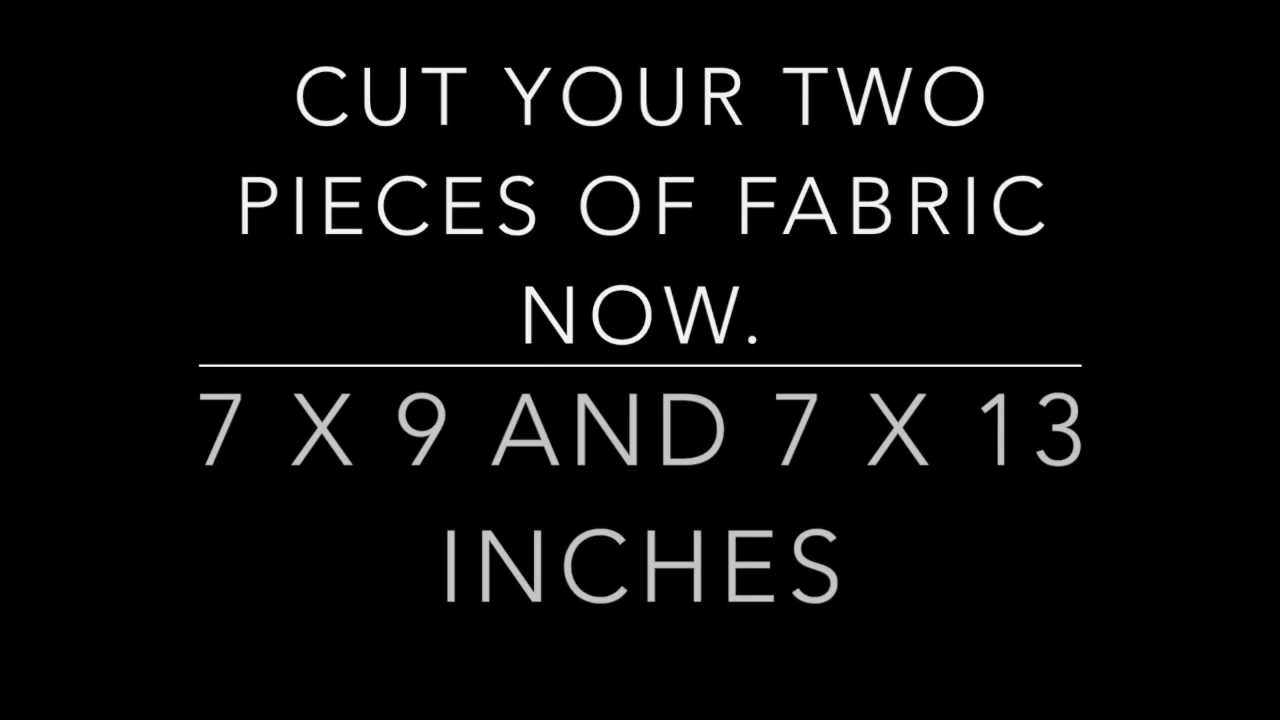 CUT YOUR TWO
PIECES OF FABRIC
NOW.
7 X 9 AND 7 X 13
INCHES